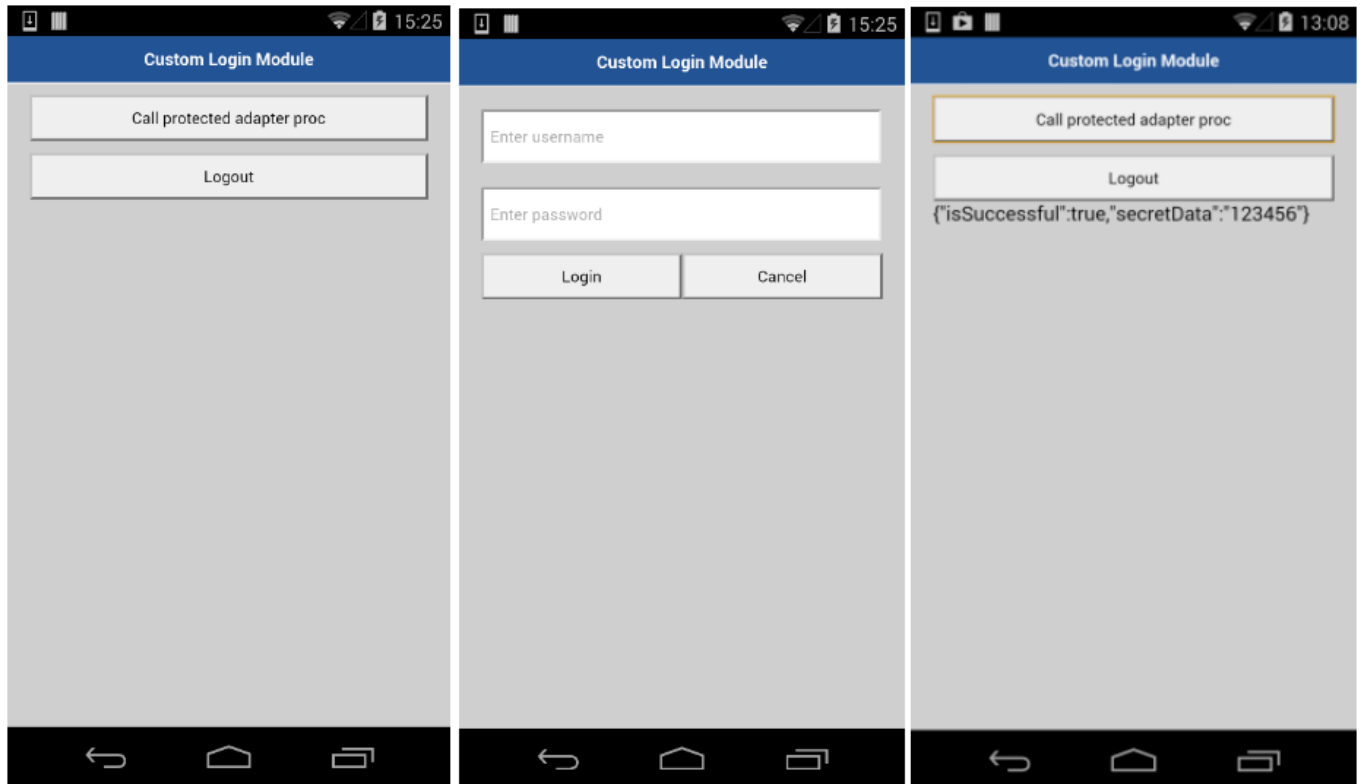 15:25
Custom Login Module
Call protected adapter proc
Logout
15:25
Custom Login Module
Enter username
Enter password
Login Cancel
13:08
Custom Login Module
Call protected adapter proc
Logout
{"isSuccessful":true,"secretData":"123456"}